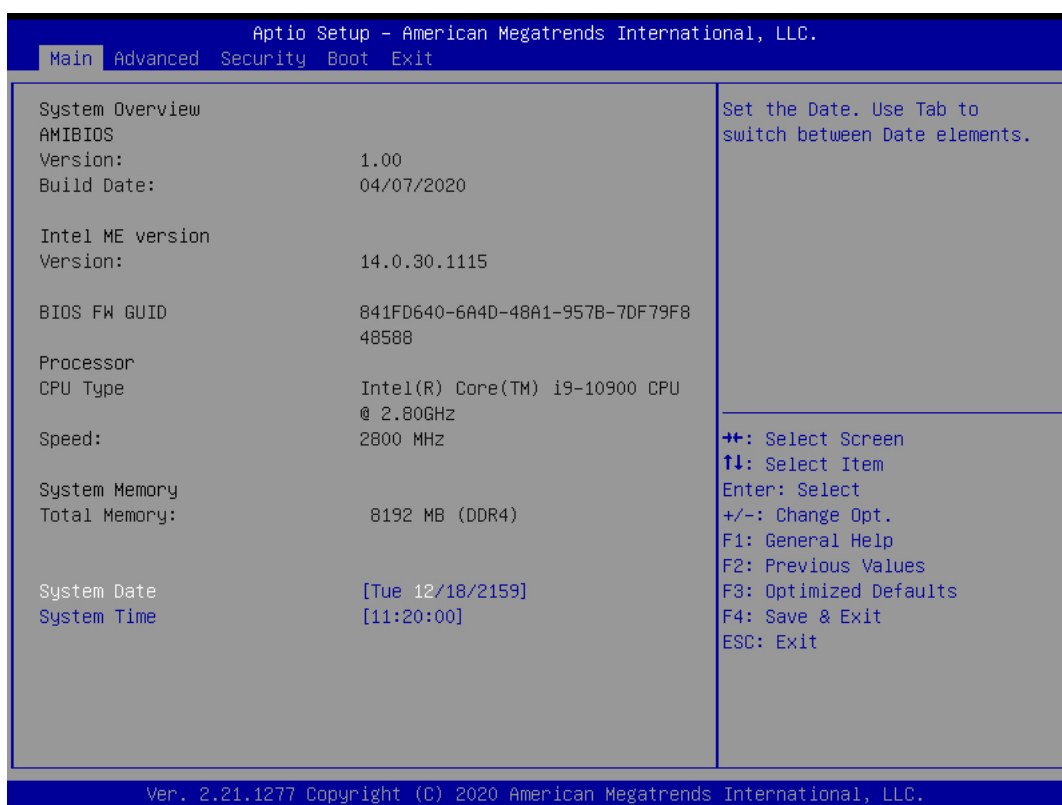 Aptio Setup – American Megatrends International, LLC.
Main Advanced Security Boot Exit
System Overview
AMIBIOS
Version: 1.00
Build Date: 04/07/2020
Intel ME version
Version: 14.0.30.1115
BIOS FW GUID 841FD640-6A4D-48A1-957B-7DF79F8
48588
Processor
CPU Type Intel(R) Core(TM) i9-10900 CPU
@ 2.80GHz
Speed: 2800 MHz
System Memory
Total Memory: 8192 MB (DDR4)
System Date [Tue 12/18/2159]
System Time [11:20:00]
Set the Date. Use Tab to
switch between Date elements.
→←: Select Screen
↑↓: Select Item
Enter: Select
+/-: Change Opt.
F1: General Help
F2: Previous Values
F3: Optimized Defaults
F4: Save & Exit
ESC: Exit
Ver. 2.21.1277 Copyright (C) 2020 American Megatrends International, LLC.